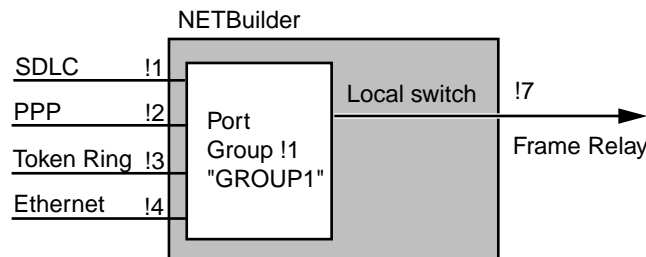 NETBuilder
SDLC !1
PPP !2
Token Ring !3
Ethernet !4
Port
Group !1
"GROUP1"
Local switch
!7
Frame Relay